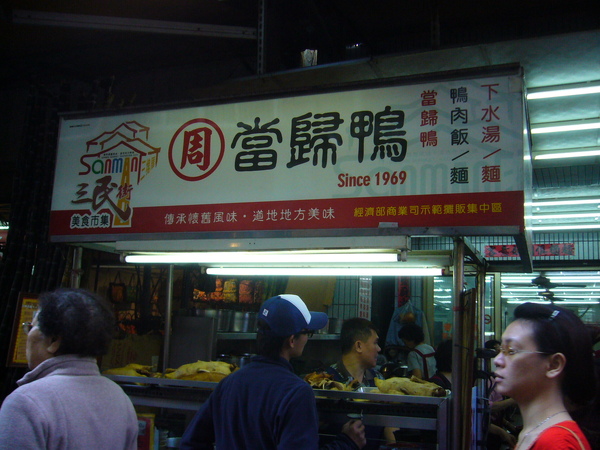 SanMin
三民街
美食市集
周 當歸鴨
Since 1969
當歸鴨
鴨肉飯/麵
下水湯/麵
傳承懷舊風味・道地地方美味
經濟部商業司示範攤販集中區